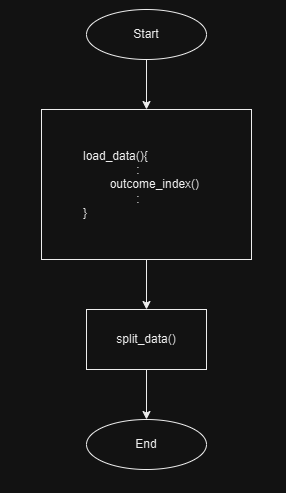 Start
load_data(){
:
outcome_index()
:
}
split_data()
End